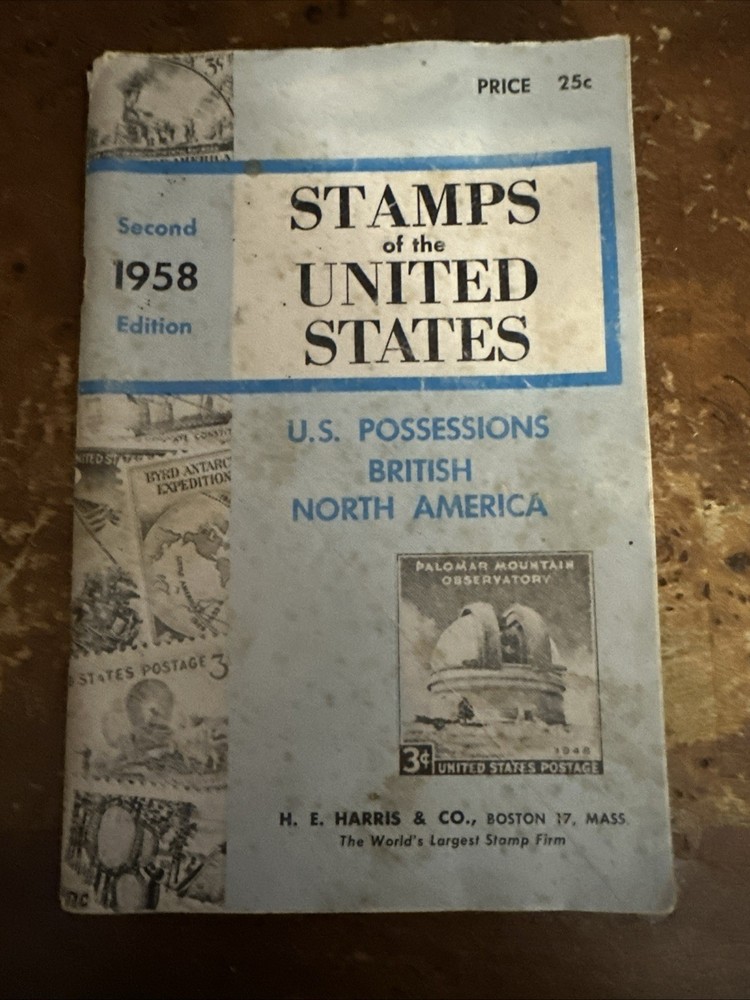 PRICE 25c
3¢
AMERICA
Second
1958
Edition
STAMPS
of the
UNITED
STATES
U.S. POSSESSIONS
BRITISH
NORTH AMERICA
BYRD ANTARC
EXPEDITION
STATES POSTAGE 3
PALOMAR MOUNTAIN
OBSERVATORY
1948
3¢ UNITED STATES POSTAGE
H. E. HARRIS & CO., BOSTON 17, MASS.
The World's Largest Stamp Firm